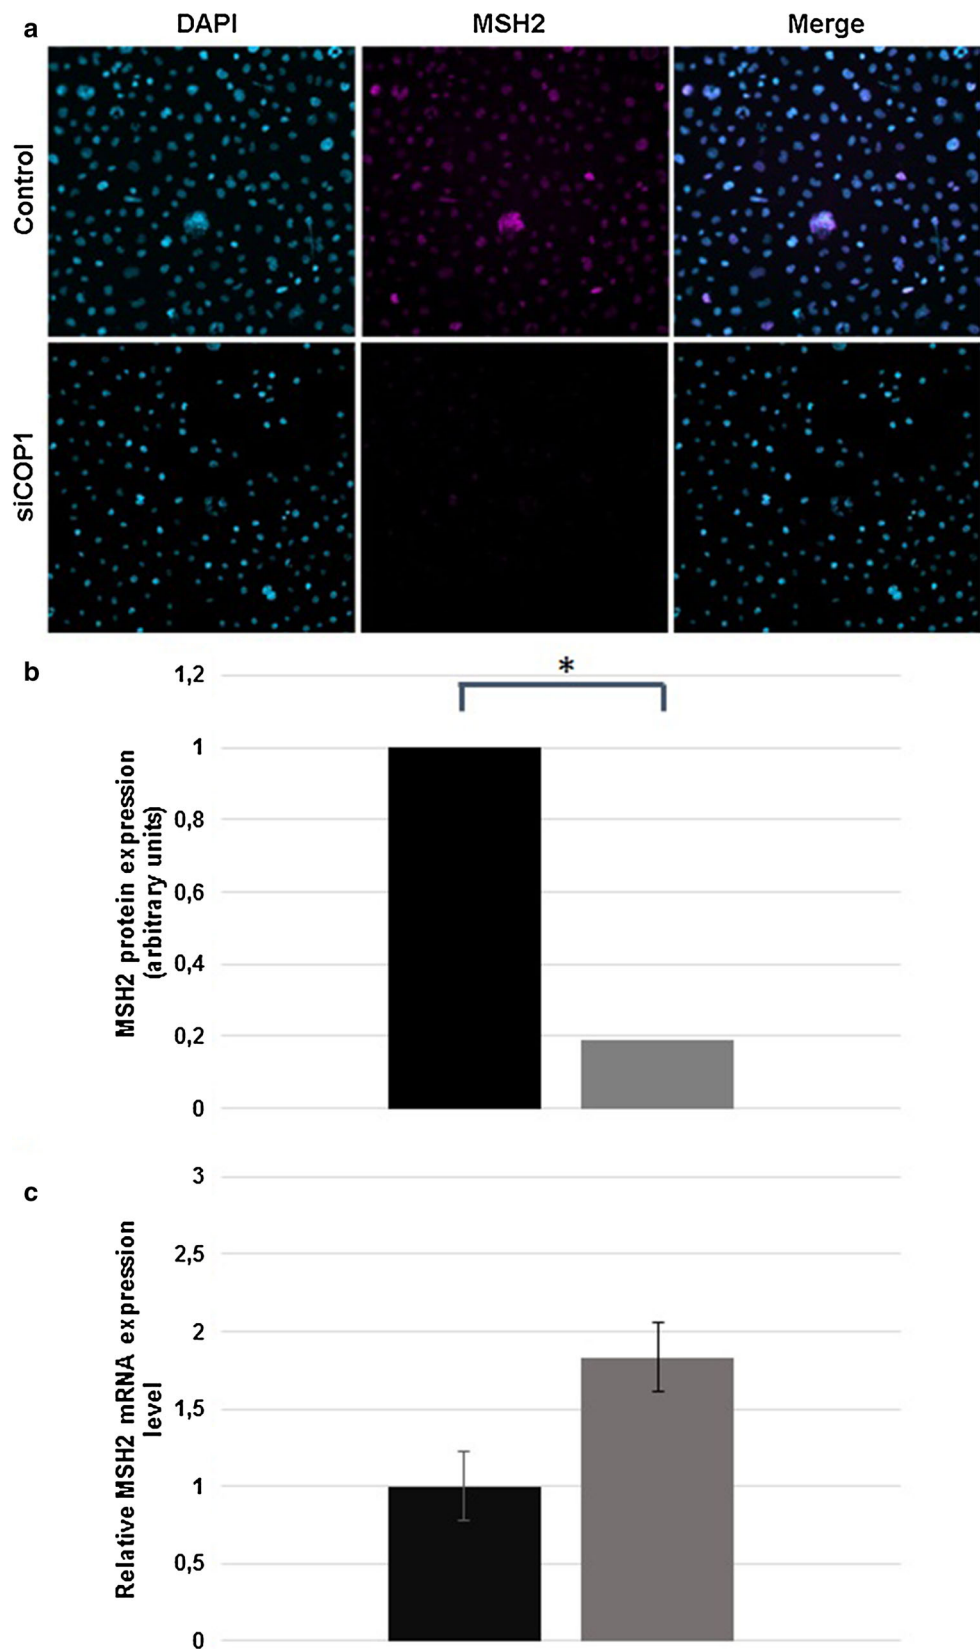 a
DAPI MSH2 Merge
Control
siCOP1
b
*
MSH2 protein expression
(arbitrary units)
1,2
1
0,8
0,6
0,4
0,2
0
c
Relative MSH2 mRNA expression
level
3
2,5
2
1,5
1
0,5
0